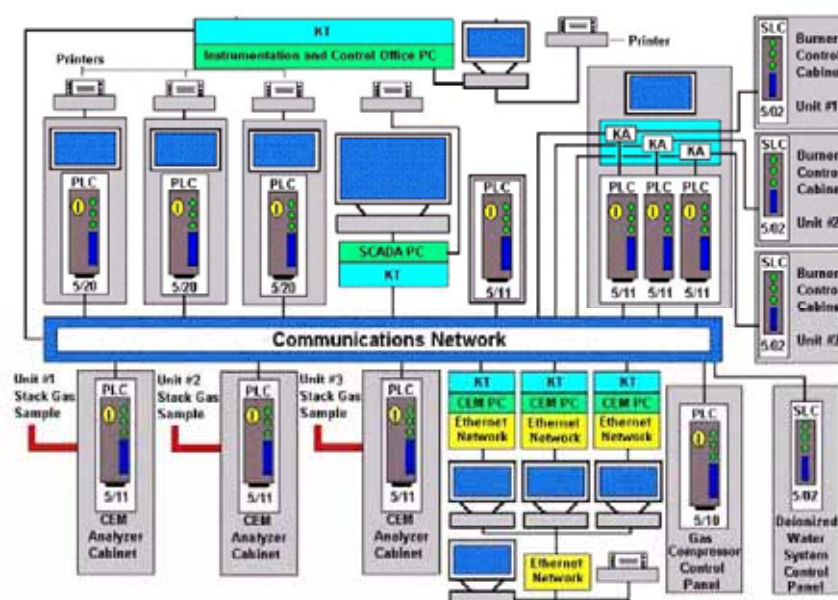 KT
Instrumentation and Control Office PC
Printer
Printers
PLC
5/20
PLC
5/20
PLC
5/20
SCADA PC
KT
PLC
5/11
KA
KA
KA
PLC
PLC
PLC
5/11
5/11
5/11
SLC
5/02
Burner
Control
Cabine
Unit #1
SLC
5/02
Burner
Control
Cabine
Unit #2
SLC
5/02
Burner
Control
Cabine
Unit #3
Communications Network
Unit #1
Stack Gas
Sample
PLC
5/11
CEM
Analyzer
Cabinet
Unit #2
Stack Gas
Sample
PLC
5/11
CEM
Analyzer
Cabinet
Unit #3
Stack Gas
Sample
PLC
5/11
CEM
Analyzer
Cabinet
KT
CEM PC
Ethernet
Network
KT
CEM PC
Ethernet
Network
KT
CEM PC
Ethernet
Network
Ethernet
Network
PLC
5/10
Gas
Compressor
Control
Panel
SLC
5/02
Deionized
Water
System
Control
Panel